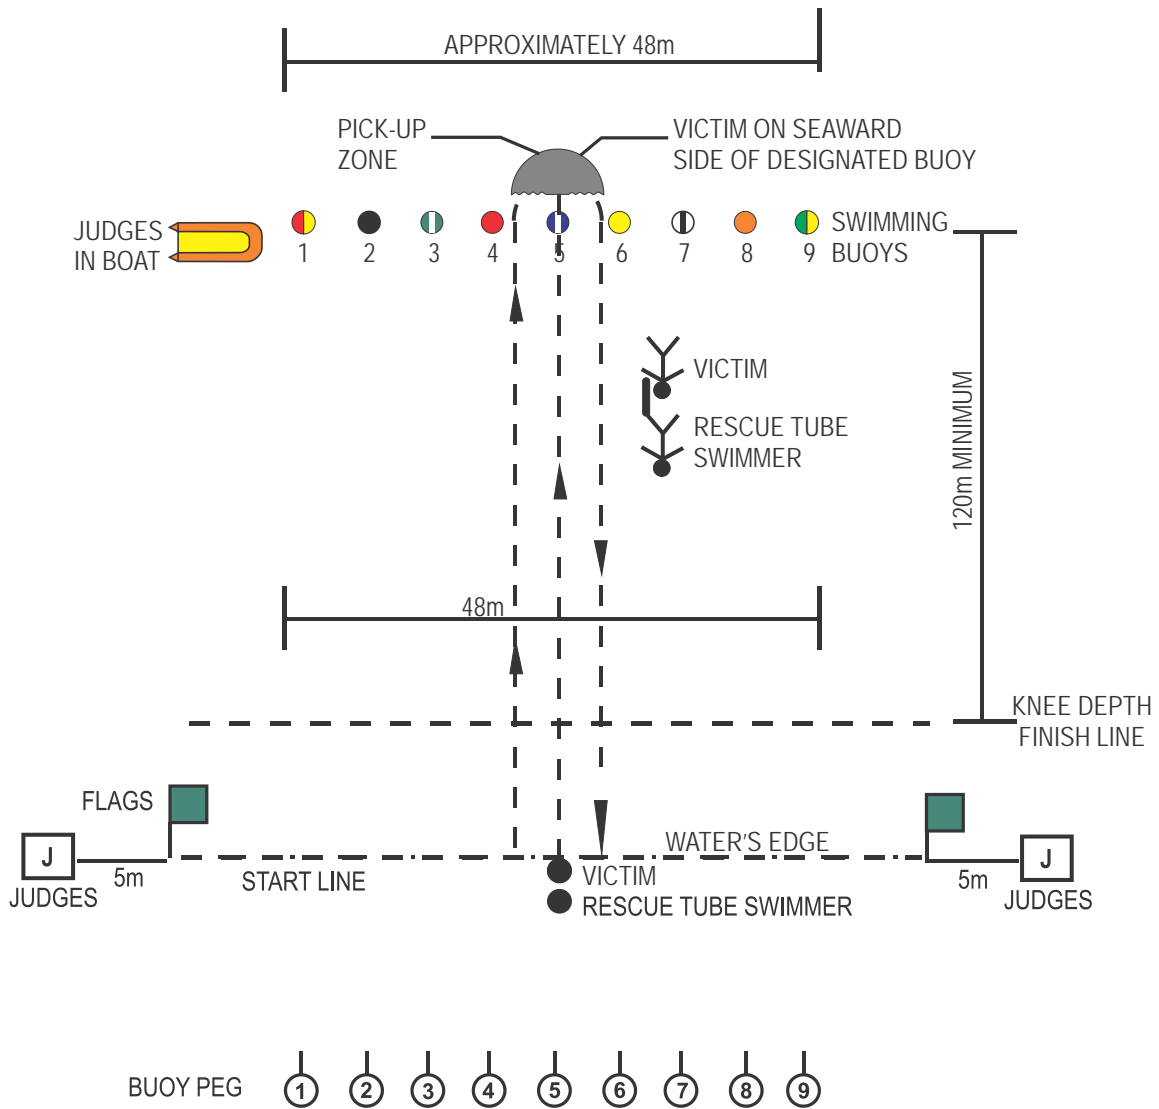 APPROXIMATELY 48m
PICK-UP
ZONE
VICTIM ON SEAWARD
SIDE OF DESIGNATED BUOY
JUDGES
IN BOAT
SWIMMING
BUOYS
1 2 3 4 5 6 7 8 9
VICTIM
RESCUE TUBE
SWIMMER
120m MINIMUM
48m
KNEE DEPTH
FINISH LINE
FLAGS
J
JUDGES
5m
START LINE
WATER'S EDGE
VICTIM
RESCUE TUBE SWIMMER
5m
J
JUDGES
BUOY PEG 1 2 3 4 5 6 7 8 9